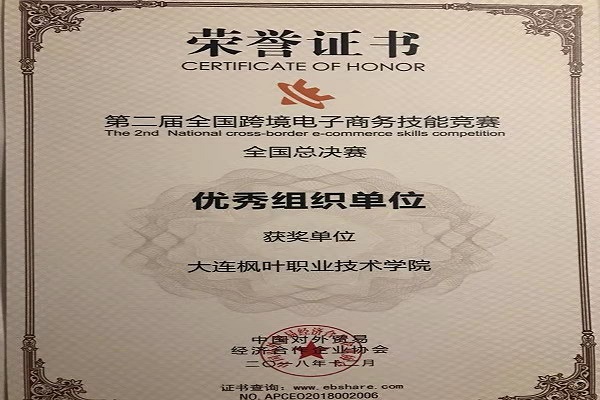 荣誉证书
CERTIFICATE OF HONOR
第二届全国跨境电子商务技能竞赛
The 2nd National cross-border e-commerce skills competition
全国总决赛
优秀组织单位
获奖单位
大连枫叶职业技术学院
中国对外贸易
经济合作企业协会
二〇一八年十二月
证书查询：www.ebshare.com
NO. APCEO2018002006